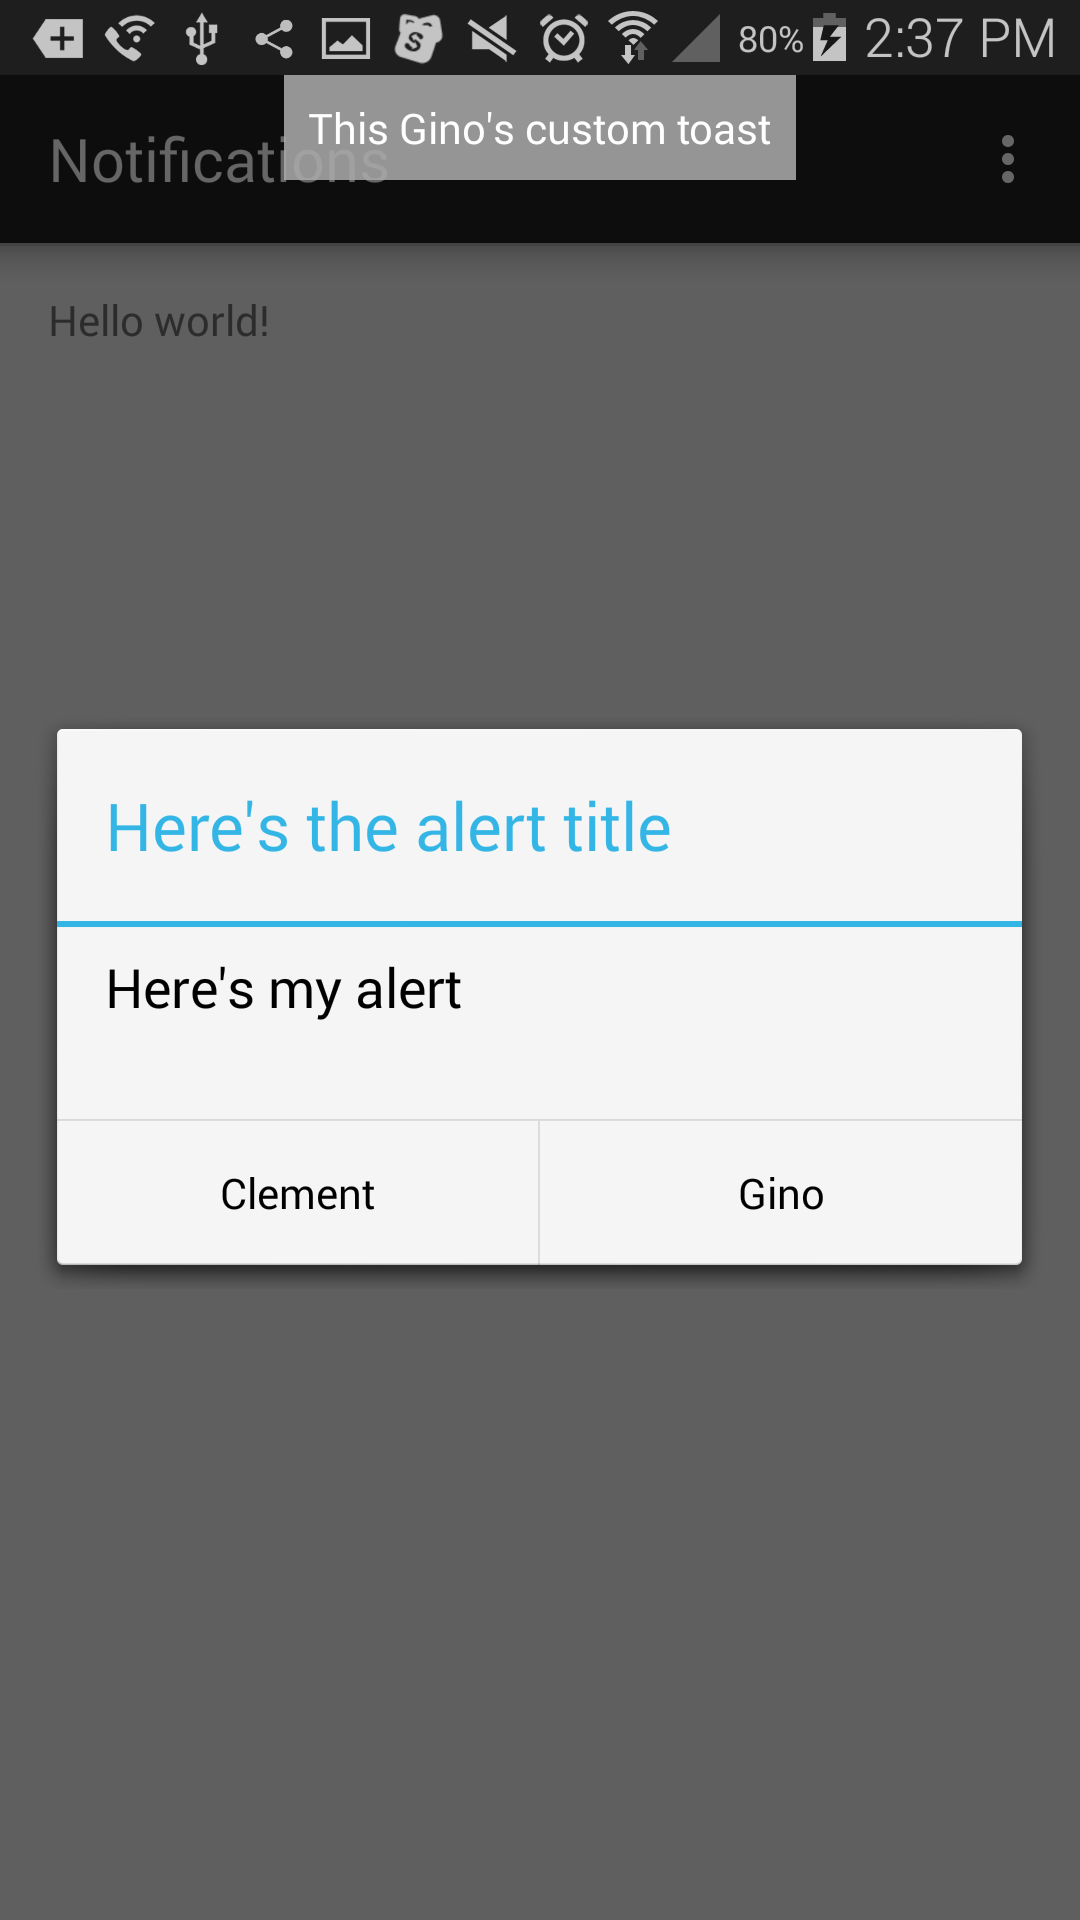 80% 2:37 PM
This Gino's custom toast
Notifications
Hello world!
Here's the alert title
Here's my alert
Clement Gino